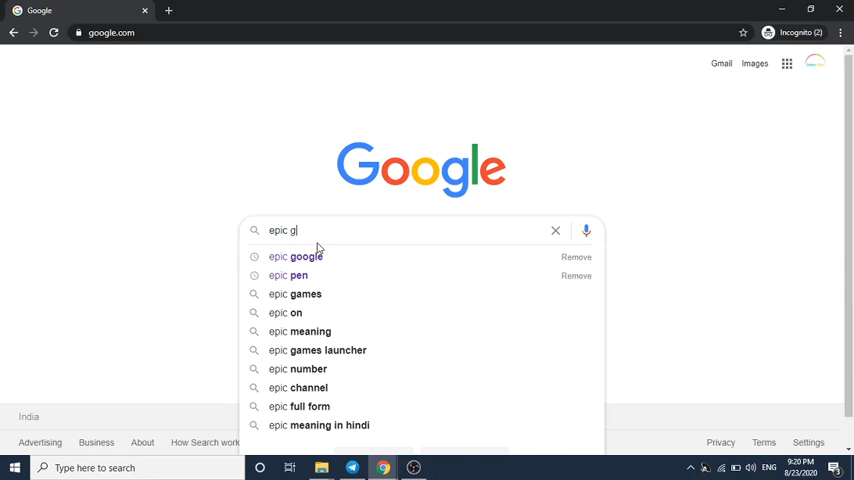 Google
google.com
Incognito (2)
Gmail Images
Google
epic g
epic google Remove
epic pen Remove
epic games
epic on
epic meaning
epic games launcher
epic number
epic channel
epic full form
epic meaning in hindi
India
Advertising Business About How Search work Privacy Terms Settings
Type here to search
ENG
9:20 PM
8/23/2020
3